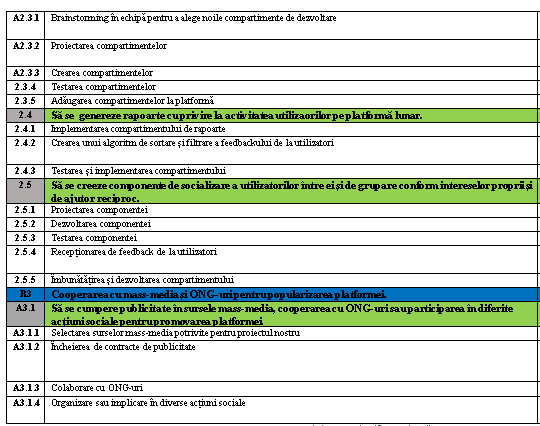 A2.3.1 Brainstorming în echipă pentru a alege noile compartimente de dezvoltare
A2.3.2 Proiectarea compartimentelor
A2.3.3 Crearea compartimentelor
2.3.4 Testarea compartimentelor
2.3.5 Adăugarea compartimentelor la platformă
2.4 Să se genereze rapoarte cu privire la activitatea utilizaorilor pe platformă lunar.
2.4.1 Implementarea compartimentului de rapoarte
2.4.2 Crearea unui algoritm de sortare și filtrare a feedbackului de la utilizatori
2.4.3 Testarea și implementarea compartimentului
2.5 Să se creeze componente de socializare a utilizatorilor între ei și de grupare conform intereselor proprii și
de ajutor reciproc.
2.5.1 Proiectarea componentei
2.5.2 Dezvoltarea componentei
2.5.3 Testarea componentei
2.5.4 Recepționarea de feedback de la utilizatori
2.5.5 Îmbunătățirea și dezvoltarea compartimentului
R3 Cooperarea cu mass-media și ONG-uri pentru popularizarea platformei.
A3.1 Să se cumpere publicitate în sursele mass-media, cooperarea cu ONG-uri sau participarea în diferite
acțiuni sociale pentru promovarea platformei.
A3.1.1 Selectarea surselor mass-media potrivite pentru proiectul nostru
A3.1.2 Încheierea de contracte de publicitate
A3.1.3 Colaborare cu ONG-uri
A3.1.4 Organizare sau implicare în diverse acțiuni sociale